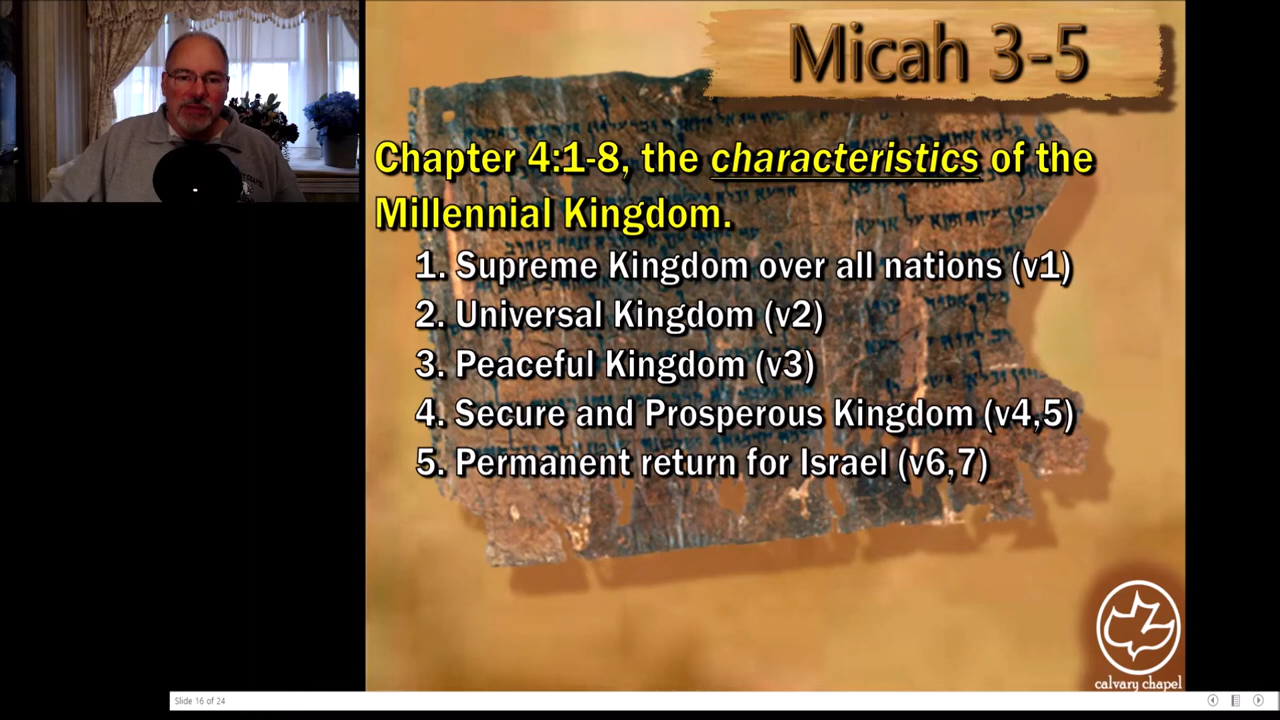 Micah 3-5
Chapter 4:1-8, the characteristics of the
Millennial Kingdom.
1. Supreme Kingdom over all nations (v1)
2. Universal Kingdom (v2)
3. Peaceful Kingdom (v3)
4. Secure and Prosperous Kingdom (v4,5)
5. Permanent return for Israel (v6,7)
calvary chapel
Slide 16 of 24